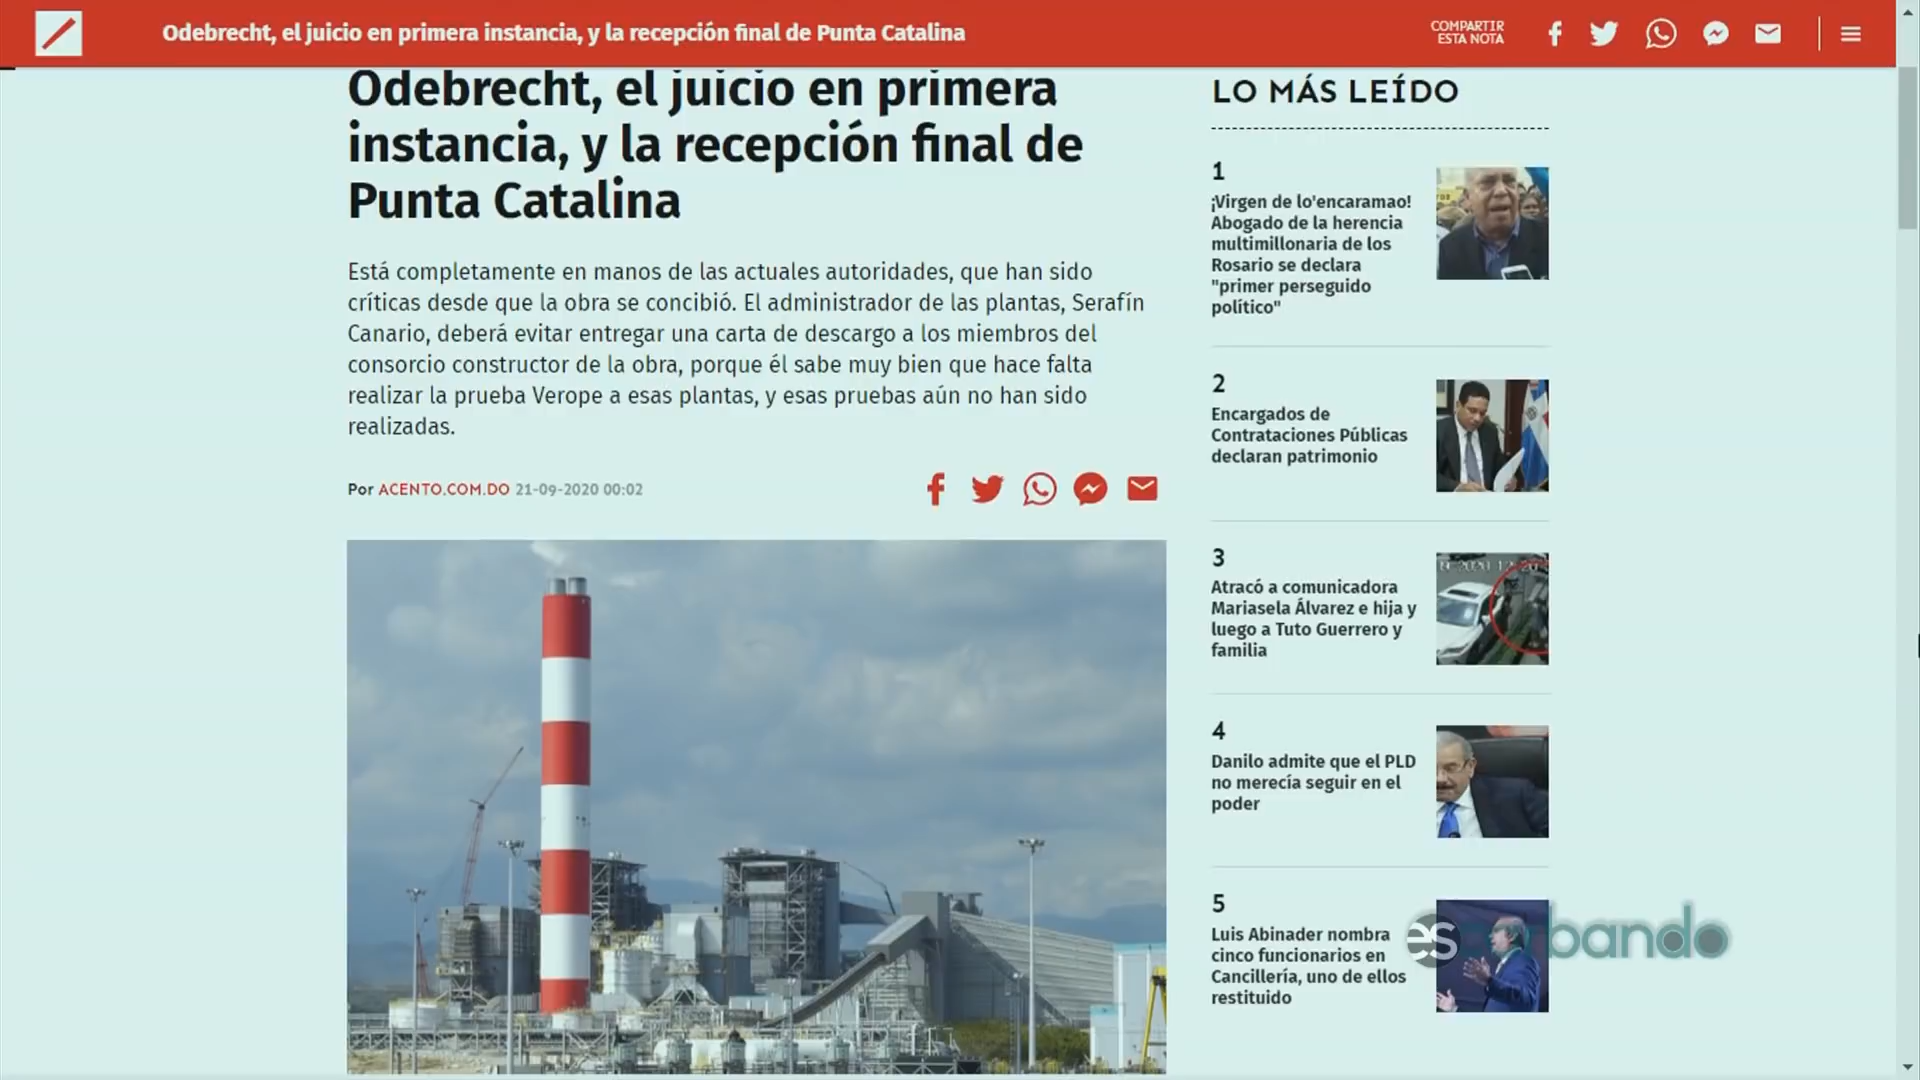 Odebrecht, el juicio en primera instancia, y la recepción final de Punta Catalina
COMPARTIR
ESTA NOTA
Odebrecht, el juicio en primera
instancia, y la recepción final de
Punta Catalina
Está completamente en manos de las actuales autoridades, que han sido
críticas desde que la obra se concibió. El administrador de las plantas, Serafín
Canario, deberá evitar entregar una carta de descargo a los miembros del
consorcio constructor de la obra, porque él sabe muy bien que hace falta
realizar la prueba Verope a esas plantas, y esas pruebas aún no han sido
realizadas.
Por ACENTO.COM.DO 21-09-2020 00:02
LO MÁS LEÍDO
1
¡Virgen de lo'encaramao!
Abogado de la herencia
multimillonaria de los
Rosario se declara
"primer perseguido
político"
2
Encargados de
Contrataciones Públicas
declaran patrimonio
3
Atracó a comunicadora
Mariasela Álvarez e hija y
luego a Tuto Guerrero y
familia
4
Danilo admite que el PLD
no merecía seguir en el
poder
5
Luis Abinader nombra
cinco funcionarios en
Cancillería, uno de ellos
restituido